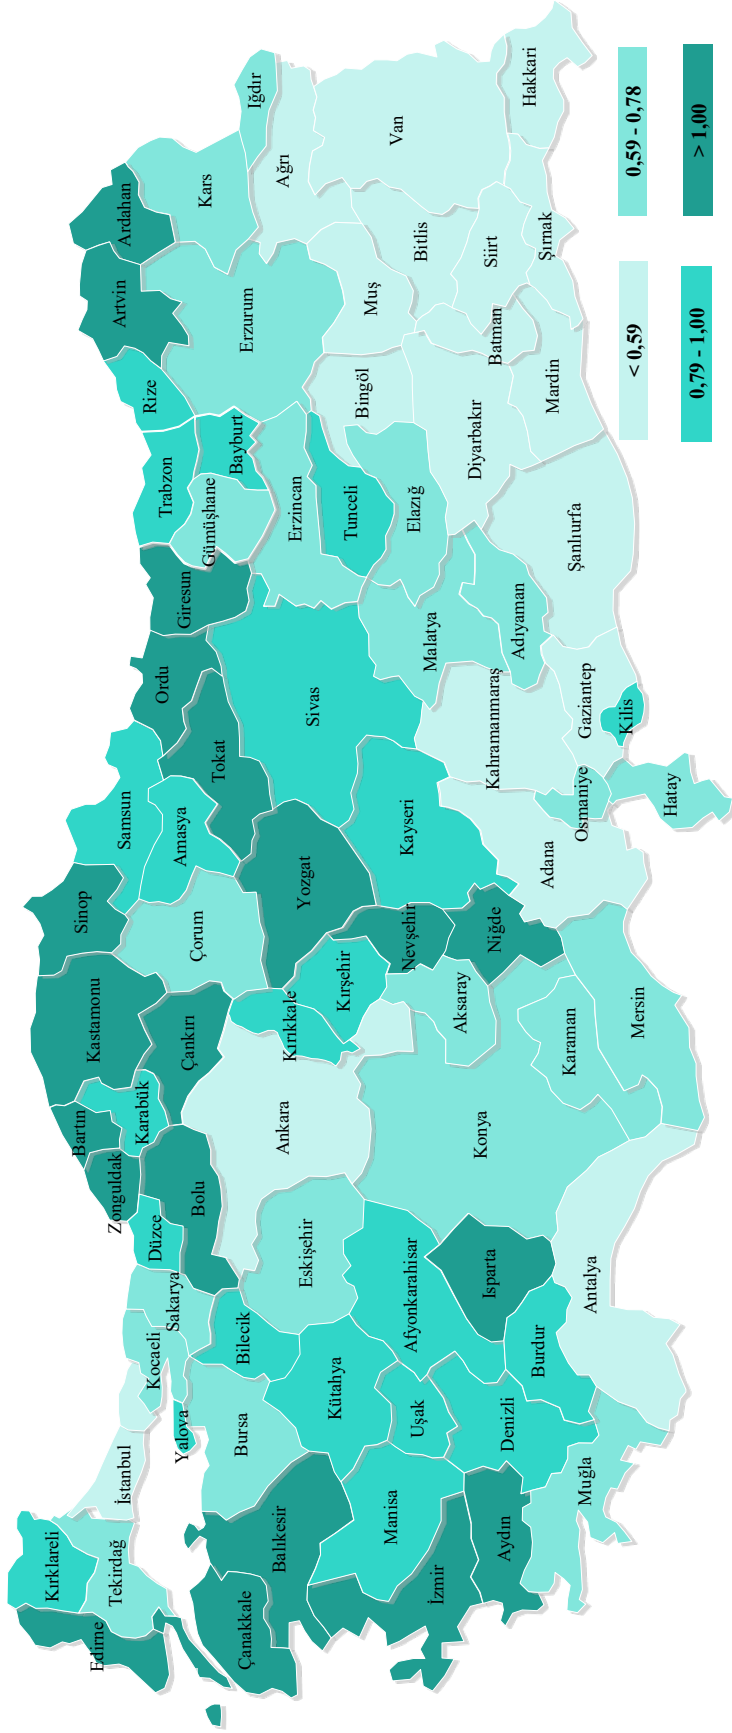 Kırklareli
Bartın
Sinop
Edirne
Kastamonu
Tekirdağ
Zonguldak
İstanbul
Samsun
Artvin
Ardahan
Kocaeli
Düzce
Karabük
Rize
Sakarya
Ordu
Trabzon
Yalova
Çankırı
Amasya
Giresun
Bolu
Çorum
Gümüşhane
Kars
Tokat
Çanakkale
Bursa
Bilecik
Bayburt
Erzurum
Iğdır
Balıkesir
Ankara
Kırıkkale
Erzincan
Ağrı
Eskişehir
Yozgat
Sivas
Kütahya
Kırşehir
Tunceli
Bingöl
Muş
Manisa
Van
Uşak
Afyonkarahisar
Nevşehir
Kayseri
Malatya
Elazığ
Bitlis
İzmir
Aksaray
Isparta
Konya
Niğde
Kahramanmaraş
Diyarbakır
Batman
Siirt
Aydın
Denizli
Adıyaman
Burdur
Adana
Mardin
Şırnak
Hakkari
Muğla
Antalya
Karaman
Osmaniye
Gaziantep
Şanlıurfa
Mersin
Kilis
Hatay
< 0,59
0,59 - 0,78
0,79 - 1,00
> 1,00